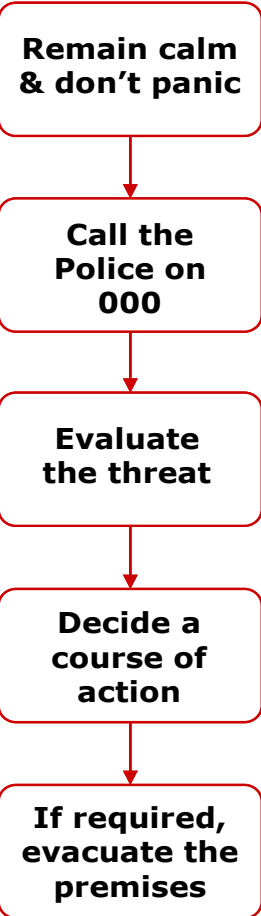 Remain calm
& don’t panic
Call the
Police on
000
Evaluate
the threat
Decide a
course of
action
If required,
evacuate the
premises